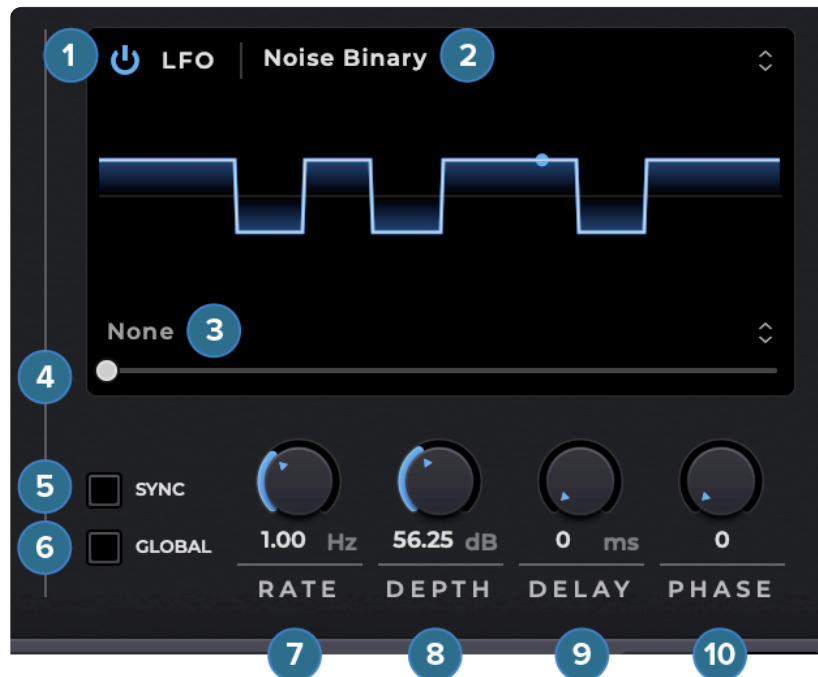 1 LFO Noise Binary 2
None 3
4
5 SYNC
6 GLOBAL
1.00 Hz 56.25 dB 0 ms 0
RATE DEPTH DELAY PHASE
7 8 9 10